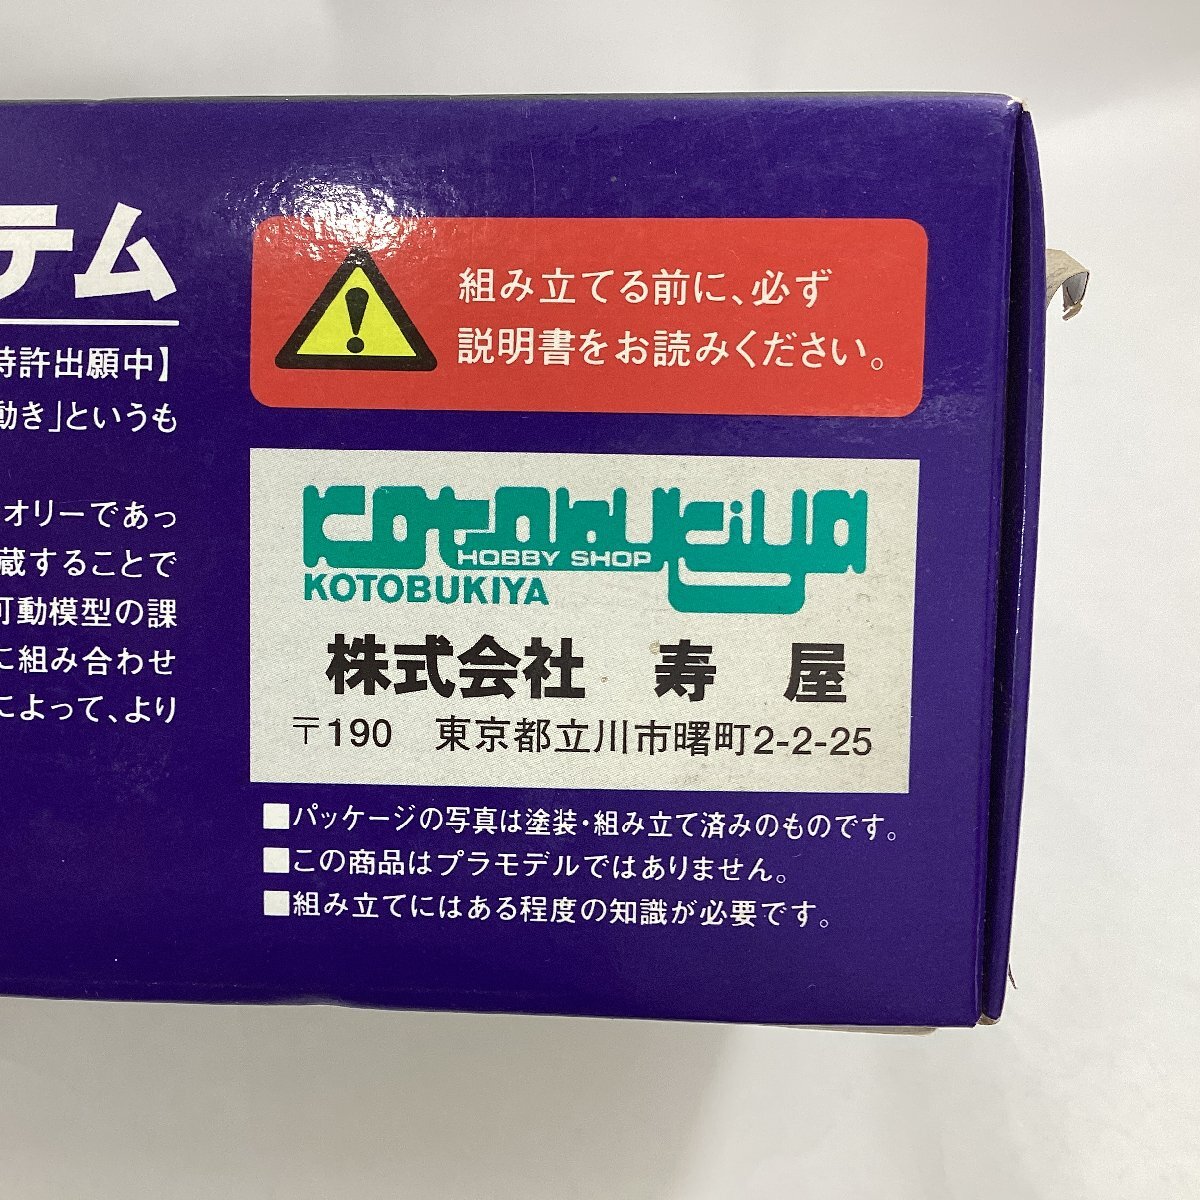 テム
特許出願中】
動き」というも
オリーであっ
蔵することで
可動模型の課
に組み合わせ
によって、より
組み立てる前に、必ず
説明書をお読みください。
Kotobukiya
HOBBY SHOP
KOTOBUKIYA
株式会社 寿屋
〒190 東京都立川市曙町2-2-25
■パッケージの写真は塗装・組み立て済みのものです。
■この商品はプラモデルではありません。
■組み立てにはある程度の知識が必要です。